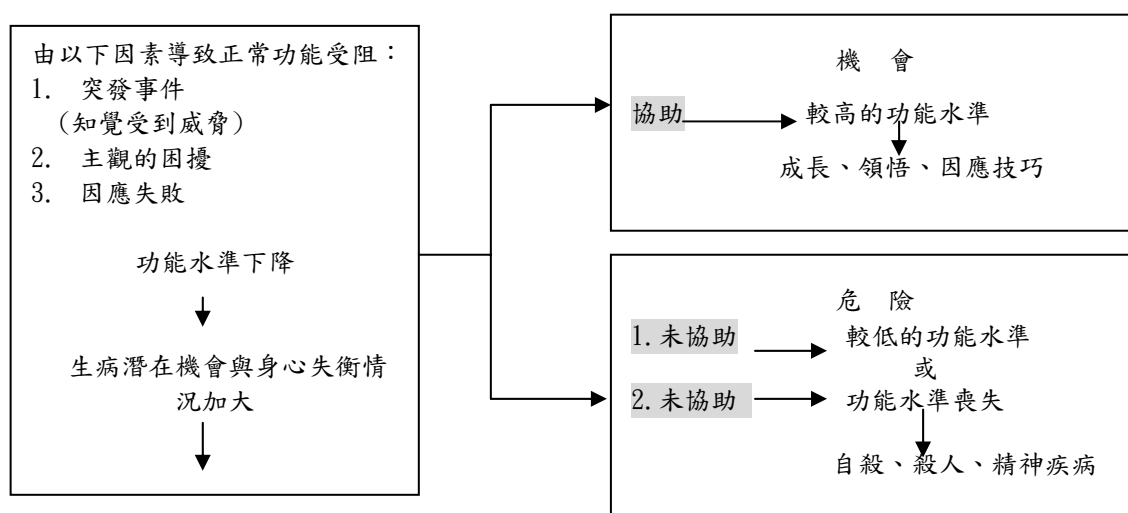 由以下因素導致正常功能受阻：
1. 突發事件
(知覺受到威脅)
2. 主觀的困擾
3. 因應失敗
功能水準下降
生病潛在機會與身心失衡情
況加大
機 會
協助 較高的功能水準
成長、領悟、因應技巧
危 險
1.未協助 較低的功能水準
或
2.未協助 功能水準喪失
自殺、殺人、精神疾病